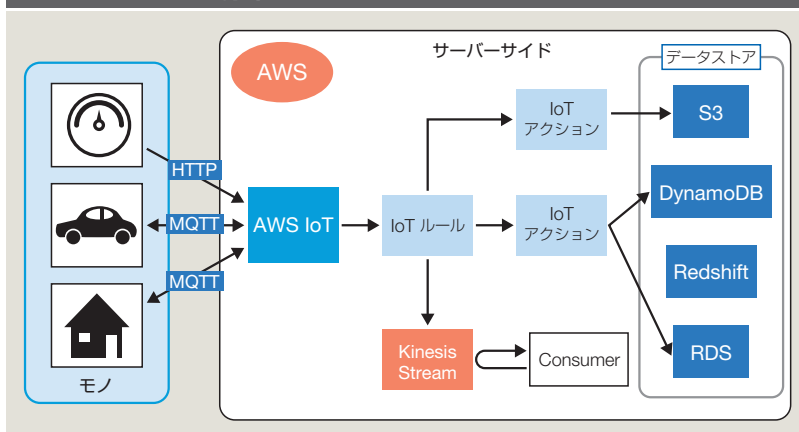 サーバーサイド
AWS
データストア
IoT
アクション
S3
HTTP
DynamoDB
MQTT
AWS IoT
IoT ルール
IoT
アクション
Redshift
MQTT
Kinesis
Stream
Consumer
RDS
モノ